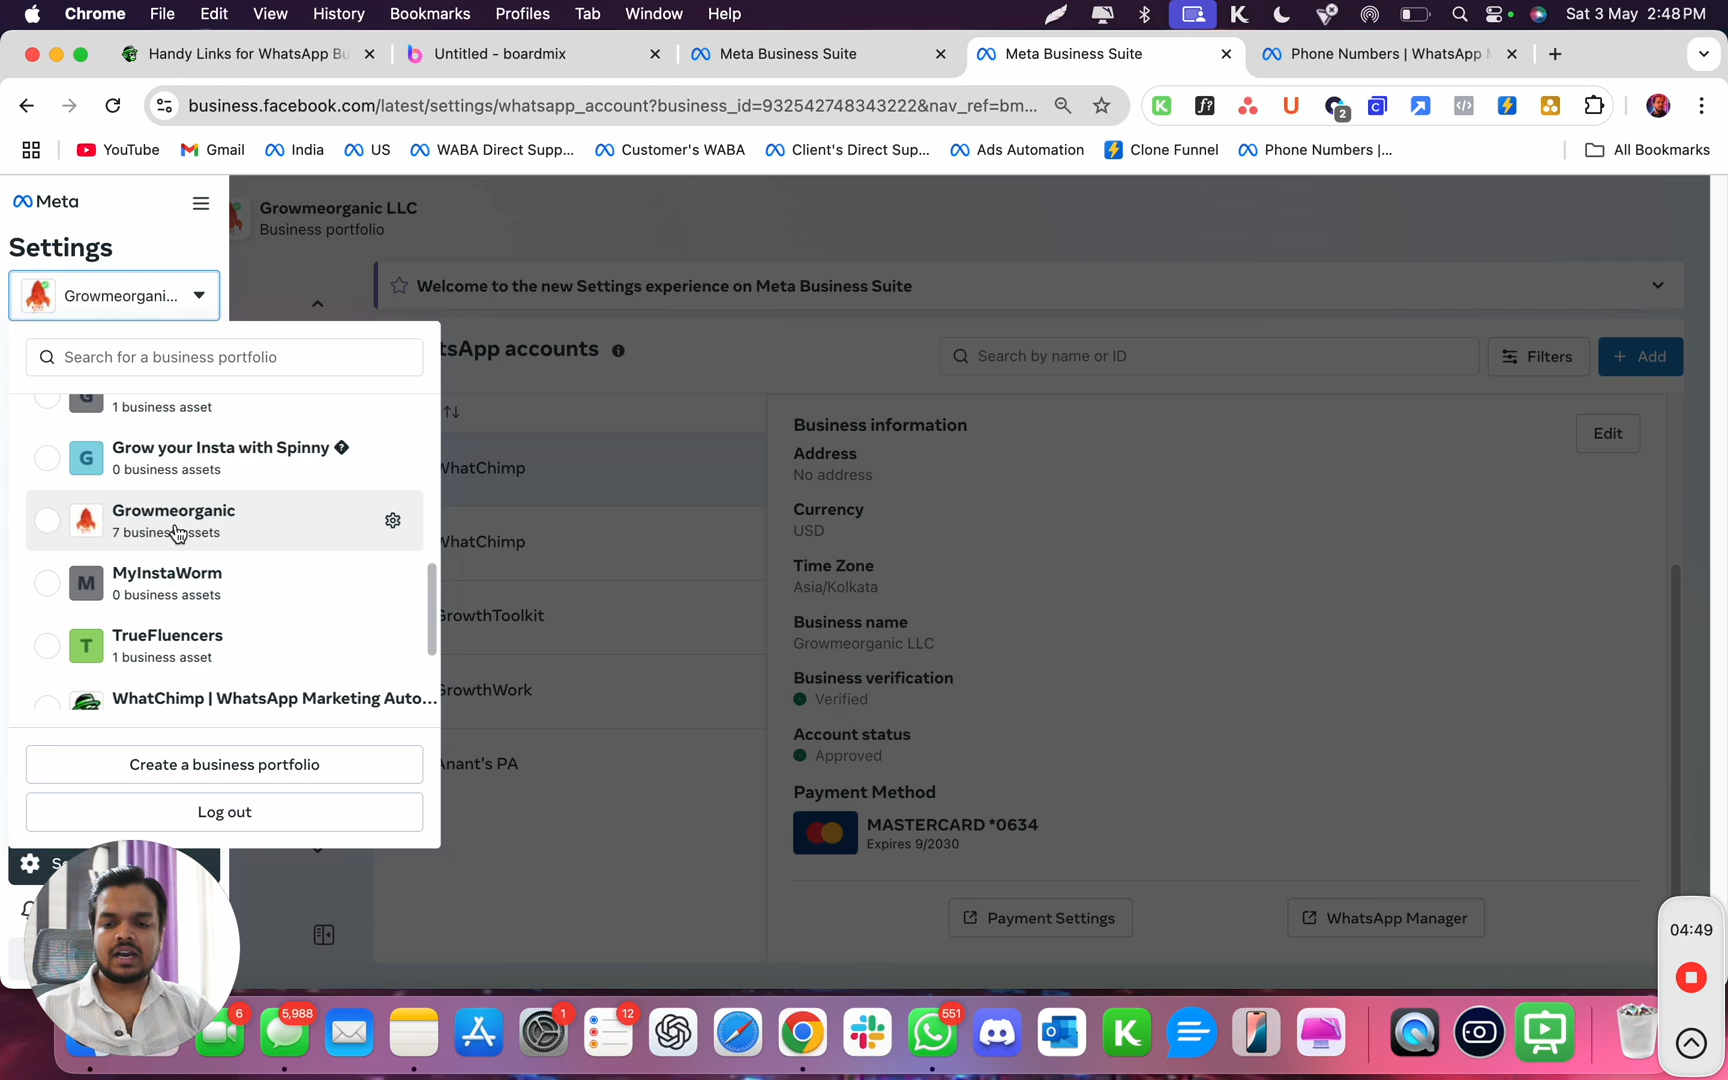 Chrome File Edit View History Bookmarks Profiles Tab Window Help
Sat 3 May 2:48 PM
Handy Links for WhatsApp Bu
Untitled - boardmix
Meta Business Suite
Meta Business Suite
Phone Numbers | WhatsApp M
business.facebook.com/latest/settings/whatsapp_account?business_id=932542748343222&nav_ref=bm...
2
YouTube
Gmail
India
US
WABA Direct Supp...
Customer's WABA
Client's Direct Sup...
Ads Automation
Clone Funnel
Phone Numbers |...
All Bookmarks
Meta
Settings
Growmeorgani...
Growmeorganic LLC
Business portfolio
Welcome to the new Settings experience on Meta Business Suite
Search for a business portfolio
1 business asset
Grow your Insta with Spinny
0 business assets
Growmeorganic
7 business assets
MyInstaWorm
0 business assets
TrueFluencers
1 business asset
WhatChimp | WhatsApp Marketing Auto...
Create a business portfolio
Log out
tsApp accounts
Search by name or ID
Filters
+ Add
WhatChimp
WhatChimp
GrowthToolkit
GrowthWork
Anant's PA
Business information
Edit
Address
No address
Currency
USD
Time Zone
Asia/Kolkata
Business name
Growmeorganic LLC
Business verification
Verified
Account status
Approved
Payment Method
MASTERCARD *0634
Expires 9/2030
Payment Settings
WhatsApp Manager
04:49
6
5,988
1
12
551